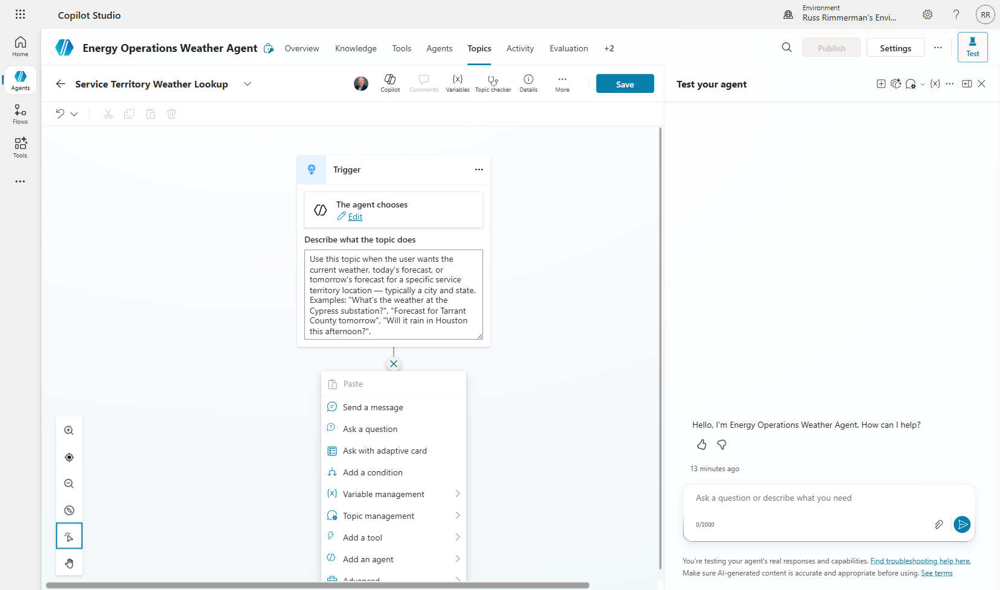 Copilot Studio
Environment
Russ Rimmerman's Envi...
RR
Home
Agents
Flows
Tools
Energy Operations Weather Agent
Overview
Knowledge
Tools
Agents
Topics
Activity
Evaluation
+2
Publish
Settings
Test
Service Territory Weather Lookup
Copilot
Comments
{x}
Variables
Topic checker
Details
More
Save
Test your agent
{x}
Trigger
The agent chooses
Edit
Describe what the topic does
Use this topic when the user wants the
current weather, today's forecast, or
tomorrow's forecast for a specific service
territory location — typically a city and state.
Examples: "What's the weather at the
Cypress substation?", "Forecast for Tarrant
County tomorrow", "Will it rain in Houston
this afternoon?".
Paste
Send a message
Ask a question
Ask with adaptive card
Add a condition
{x} Variable management
Topic management
Add a tool
Add an agent
Advanced
Hello, I'm Energy Operations Weather Agent. How can I help?
13 minutes ago
Ask a question or describe what you need
0/2000
You're testing your agent's real responses and capabilities. Find troubleshooting help here.
Make sure AI-generated content is accurate and appropriate before using. See terms